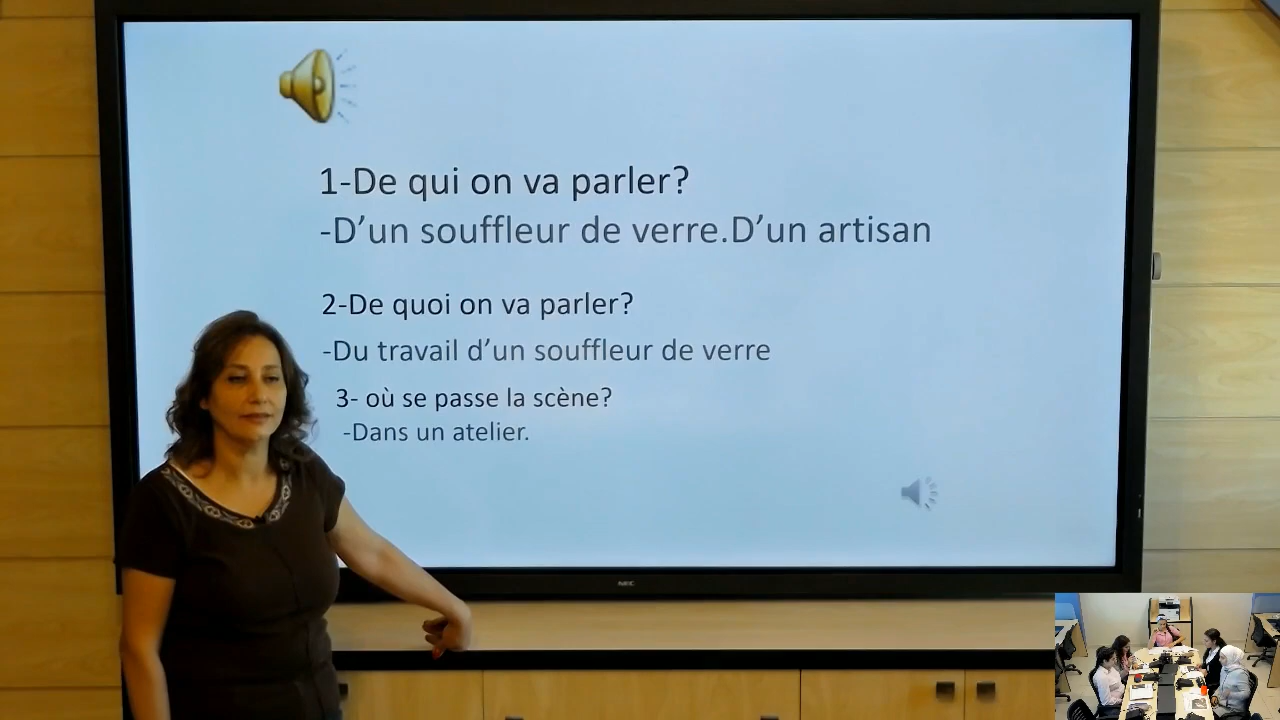 1-De qui on va parler?
-D’un souffleur de verre.D’un artisan
2-De quoi on va parler?
-Du travail d’un souffleur de verre
3- où se passe la scène?
-Dans un atelier.
NEC